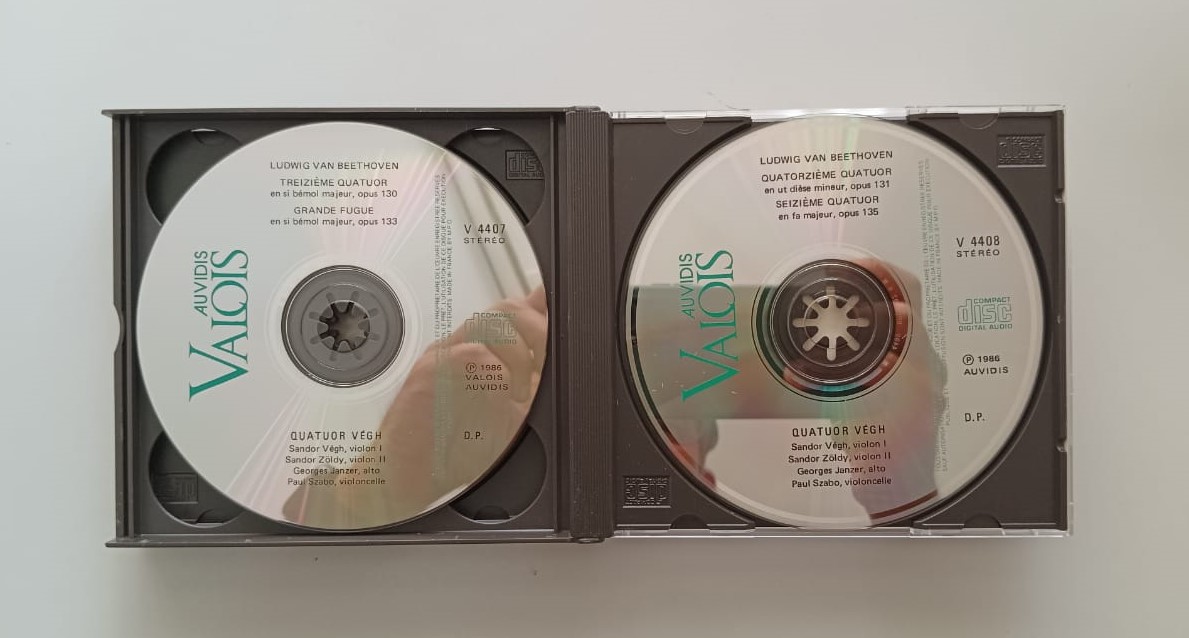 LUDWIG VAN BEETHOVEN
TREIZIÈME QUATUOR
en si bémol majeur, opus 130
GRANDE FUGUE
en si bémol majeur, opus 133
V 4407
STÉRÉO
AUVIDIS
VALOIS
COMPACT
disc
DIGITAL AUDIO
℗ 1986
VALOIS
AUVIDIS
D.P.
QUATUOR VÉGH
Sandor Végh, violon I
Sandor Zöldy, violon II
Georges Janzer, alto
Paul Szabo, violoncelle
LUDWIG VAN BEETHOVEN
QUATORZIÈME QUATUOR
en ut dièse mineur, opus 131
SEIZIÈME QUATUOR
en fa majeur, opus 135
V 4408
STÉRÉO
AUVIDIS
VALOIS
COMPACT
disc
DIGITAL AUDIO
℗ 1986
AUVIDIS
D.P.
QUATUOR VÉGH
Sandor Végh, violon I
Sandor Zöldy, violon II
Georges Janzer, alto
Paul Szabo, violoncelle